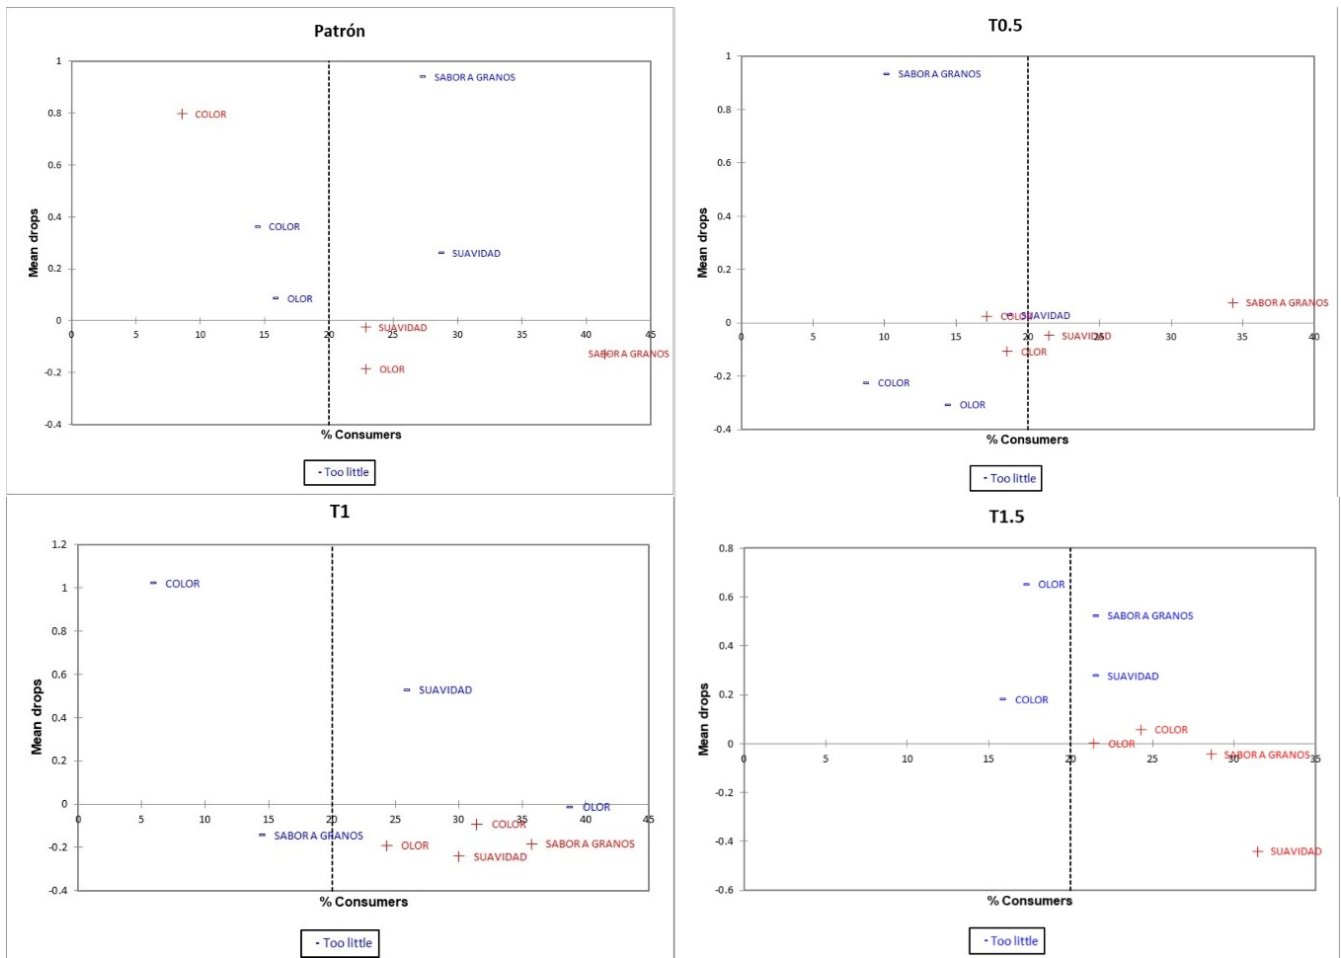 Patrón
1
0.8
0.6
0.4
0.2
0
-0.2
-0.4
Mean drops
SABOR A GRANOS
COLOR
COLOR
SUAVIDAD
OLOR
SUAVIDAD
SABOR A GRANOS
OLOR
0 5 10 15 20 25 30 35 40 45
% Consumers
- Too little
T0.5
1
0.8
0.6
0.4
0.2
0
-0.2
-0.4
Mean drops
SABOR A GRANOS
SABOR A GRANOS
COLOR
SUAVIDAD
SUAVIDAD
OLOR
COLOR
OLOR
0 5 10 15 20 25 30 35 40
% Consumers
- Too little
T1
1.2
1
0.8
0.6
0.4
0.2
0
-0.2
-0.4
Mean drops
COLOR
SUAVIDAD
OLOR
COLOR
SABOR A GRANOS
OLOR
SABOR A GRANOS
SUAVIDAD
0 5 10 15 20 25 30 35 40 45
% Consumers
- Too little
T1.5
0.8
0.6
0.4
0.2
0
-0.2
-0.4
-0.6
Mean drops
OLOR
SABOR A GRANOS
SUAVIDAD
COLOR
COLOR
OLOR
SABOR A GRANOS
SUAVIDAD
0 5 10 15 20 25 30 35
% Consumers
- Too little